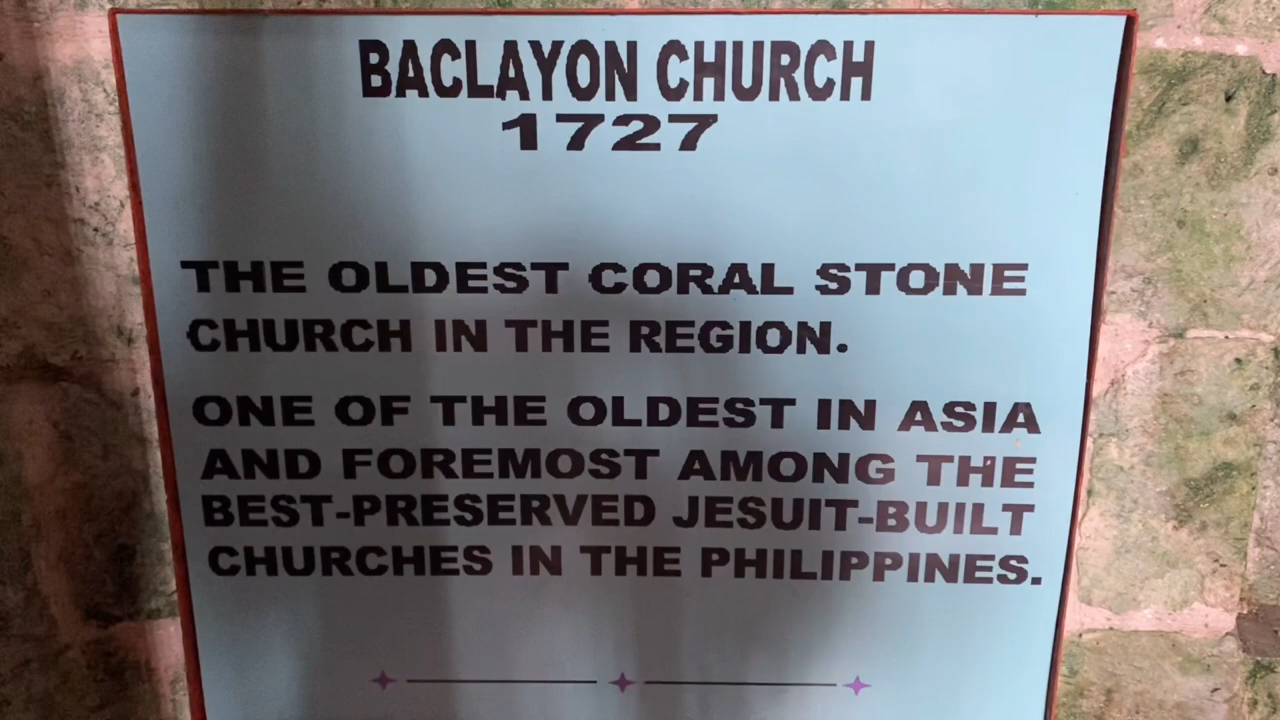 BACLAYON CHURCH
1727
THE OLDEST CORAL STONE
CHURCH IN THE REGION.
ONE OF THE OLDEST IN ASIA
AND FOREMOST AMONG THE
BEST-PRESERVED JESUIT-BUILT
CHURCHES IN THE PHILIPPINES.